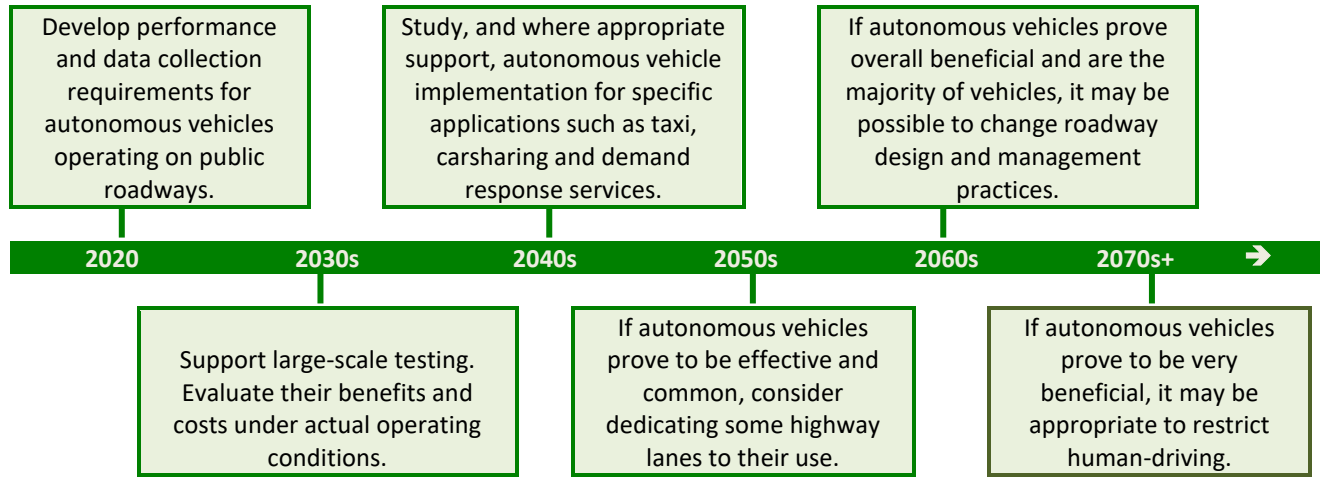 Develop performance
and data collection
requirements for
autonomous vehicles
operating on public
roadways.
Study, and where appropriate
support, autonomous vehicle
implementation for specific
applications such as taxi,
carsharing and demand
response services.
If autonomous vehicles prove
overall beneficial and are the
majority of vehicles, it may be
possible to change roadway
design and management
practices.
2020 2030s 2040s 2050s 2060s 2070s+ ➔
Support large-scale testing.
Evaluate their benefits and
costs under actual operating
conditions.
If autonomous vehicles
prove to be effective and
common, consider
dedicating some highway
lanes to their use.
If autonomous vehicles
prove to be very
beneficial, it may be
appropriate to restrict
human-driving.